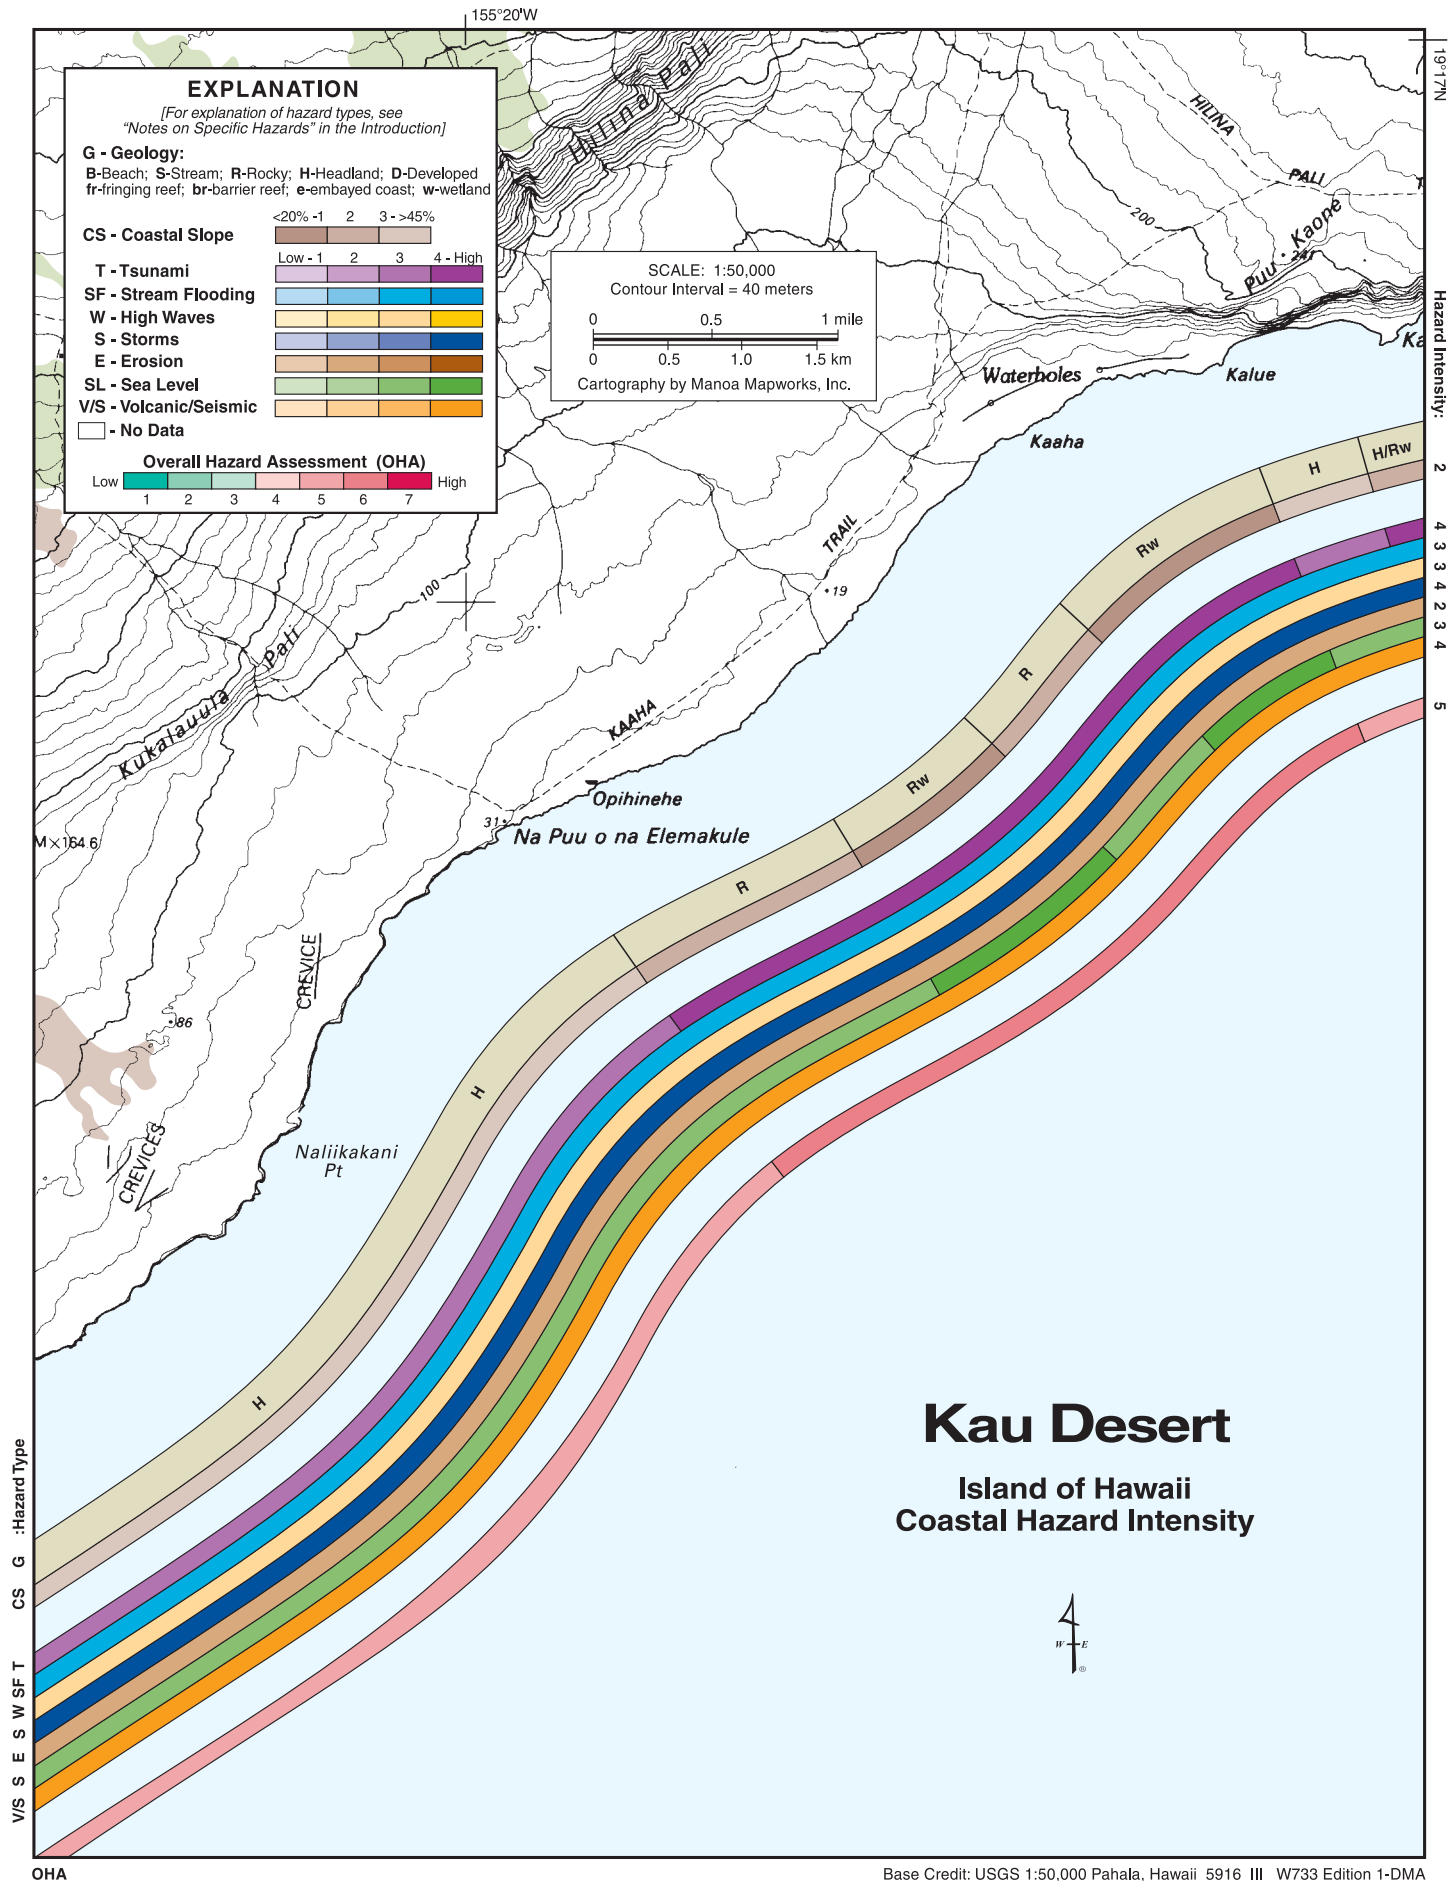 155°20'W
19°17'N
EXPLANATION
[For explanation of hazard types, see
"Notes on Specific Hazards" in the Introduction]
G - Geology:
B-Beach; S-Stream; R-Rocky; H-Headland; D-Developed
fr-fringing reef; br-barrier reef; e-embayed coast; w-wetland
<20% -1 2 3 - >45%
CS - Coastal Slope
Low - 1 2 3 4 - High
T - Tsunami
SF - Stream Flooding
W - High Waves
S - Storms
E - Erosion
SL - Sea Level
V/S - Volcanic/Seismic
- No Data
Overall Hazard Assessment (OHA)
Low High
1 2 3 4 5 6 7
SCALE: 1:50,000
Contour Interval = 40 meters
0 0.5 1 mile
0 0.5 1.0 1.5 km
Cartography by Manoa Mapworks, Inc.
Hilina Pali
HILINA
PALI
200
Puu Kaone
241
Ka
Waterholes
Kalue
Kaaha
TRAIL
19
100
Kukalauula Pali
KAAHA
Opihinehe
31
Na Puu o na Elemakule
M×164.6
CREVICE
86
CREVICES
Naliikakani
Pt
H/Rw
H
Rw
R
Rw
R
H
H
Hazard Intensity:
2
4
3
3
4
2
3
4
5
:Hazard Type
G
CS
T
SF
W
S
E
S
V/S
OHA
Kau Desert
Island of Hawaii
Coastal Hazard Intensity
W E
®
Base Credit: USGS 1:50,000 Pahala, Hawaii 5916 III W733 Edition 1-DMA